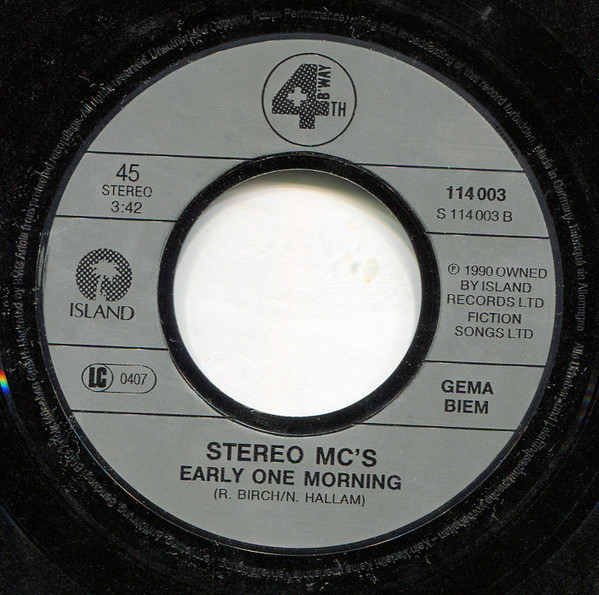 4TH
B'WAY
45
STEREO
3:42
114 003
S 114 003 B
ISLAND
℗ 1990 OWNED
BY ISLAND
RECORDS LTD
FICTION
SONGS LTD
LC 0407
GEMA
BIEM
STEREO MC'S
EARLY ONE MORNING
(R. BIRCH/N. HALLAM)